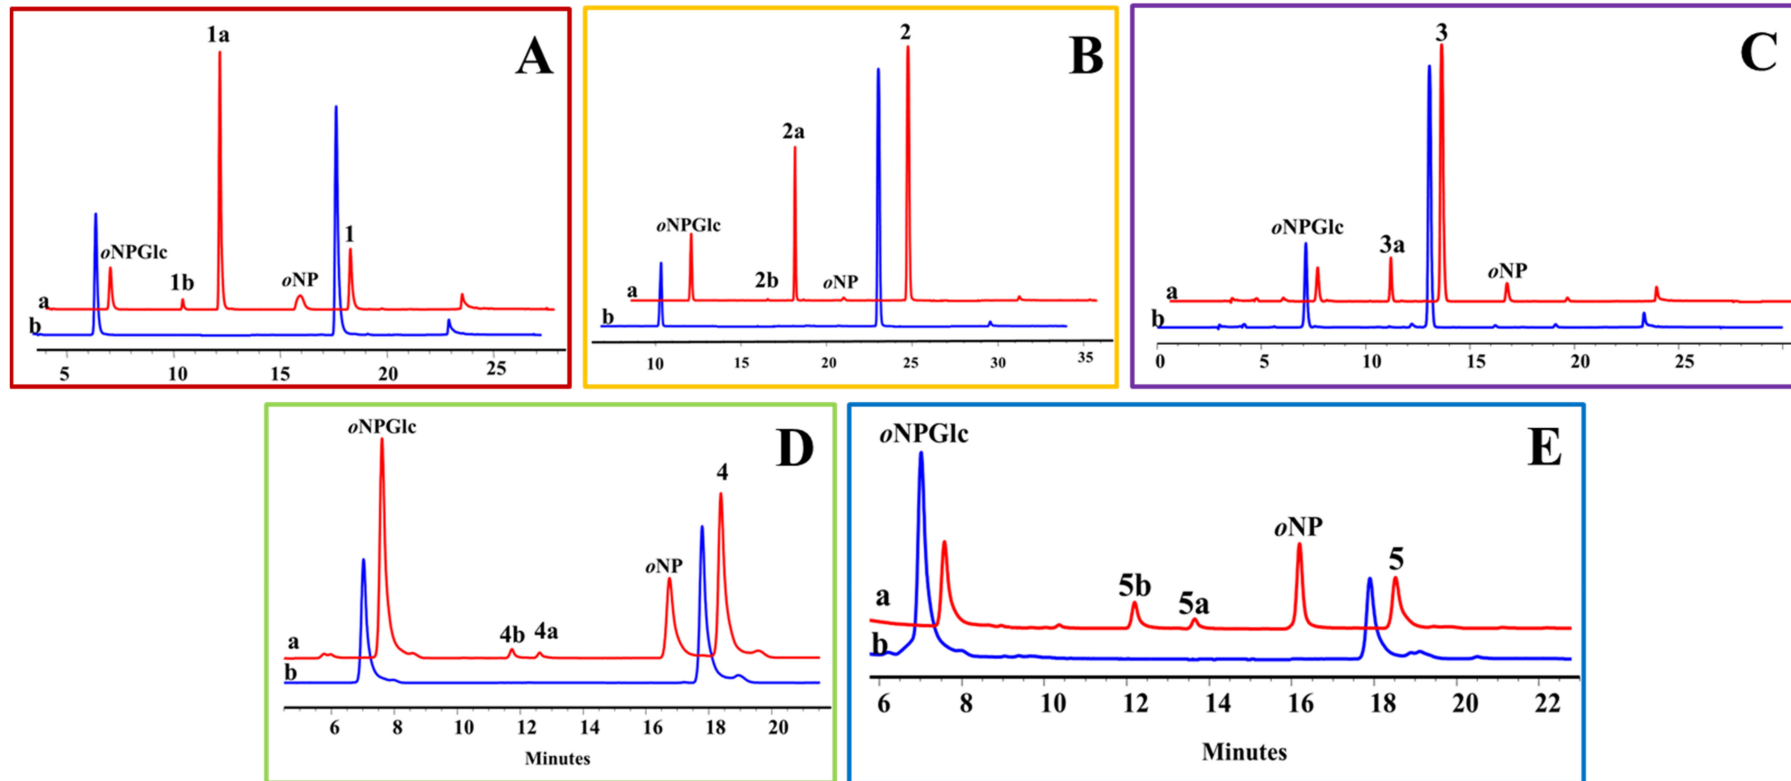 A
1a
oNPGlc
1b
oNP
1
a
b
5 10 15 20 25
B
2
2a
oNPGlc
2b
oNP
a
b
10 15 20 25 30 35
C
3
oNPGlc
3a
oNP
a
b
0 5 10 15 20 25
D
oNPGlc
4
oNP
4b 4a
a
b
6 8 10 12 14 16 18 20
Minutes
E
oNPGlc
oNP
5b
5a
5
a
b
6 8 10 12 14 16 18 20 22
Minutes